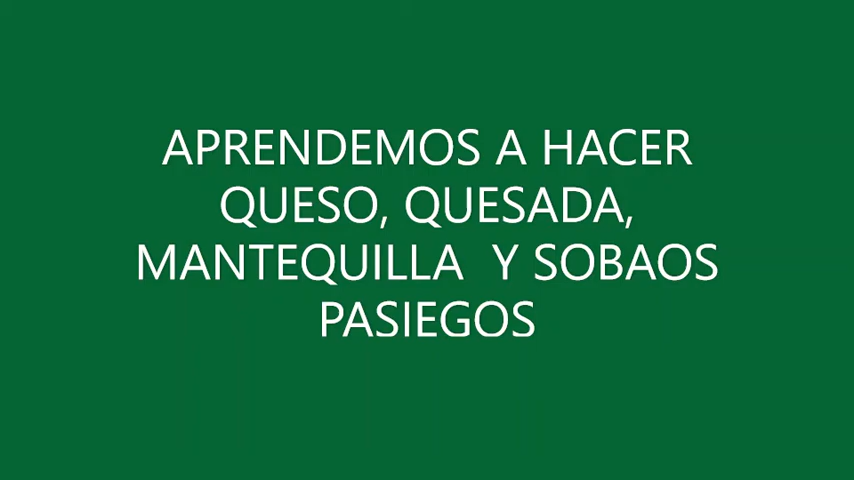 APRENDEMOS A HACER
QUESO, QUESADA,
MANTEQUILLA  Y SOBAOS
PASIEGOS